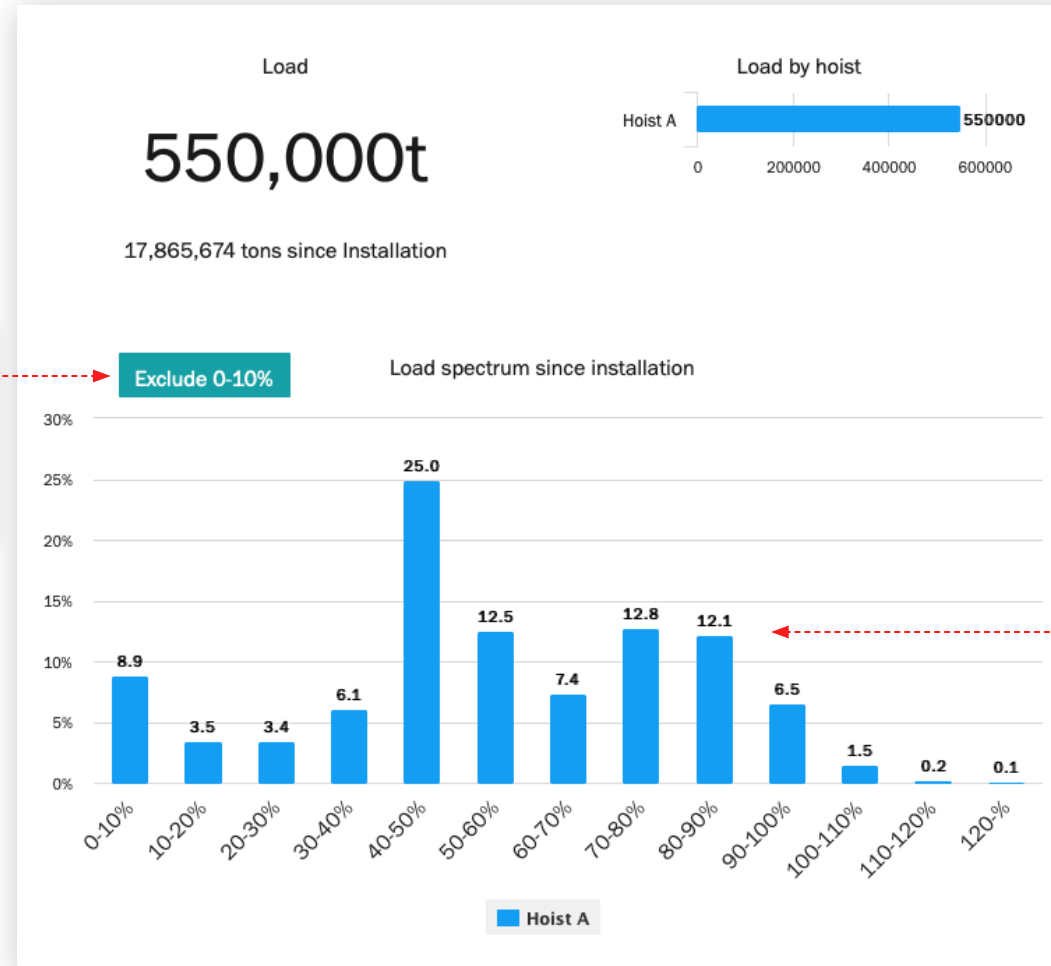 Load
550,000t
17,865,674 tons since Installation
Load by hoist
Hoist A
550000
0 200000 400000 600000
Exclude 0-10%
Load spectrum since installation
30%
25%
20%
15%
10%
5%
0%
8.9 3.5 3.4 6.1 25.0 12.5 7.4 12.8 12.1 6.5 1.5 0.2 0.1
0-10% 10-20% 20-30% 30-40% 40-50% 50-60% 60-70% 70-80% 80-90% 90-100% 100-110% 110-120% 120-%
Hoist A